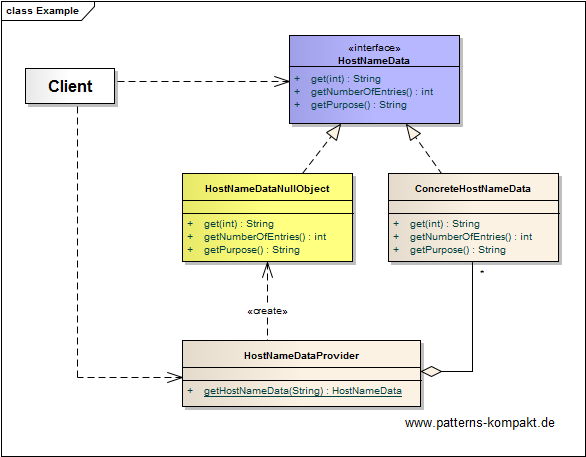 class Example
«interface»
HostNameData
+ get(int) : String
+ getNumberOfEntries() : int
+ getPurpose() : String
Client
HostNameDataNullObject
+ get(int) : String
+ getNumberOfEntries() : int
+ getPurpose() : String
ConcreteHostNameData
+ get(int) : String
+ getNumberOfEntries() : int
+ getPurpose() : String
*
«create»
HostNameDataProvider
+ getHostNameData(String) : HostNameData
www.patterns-kompakt.de